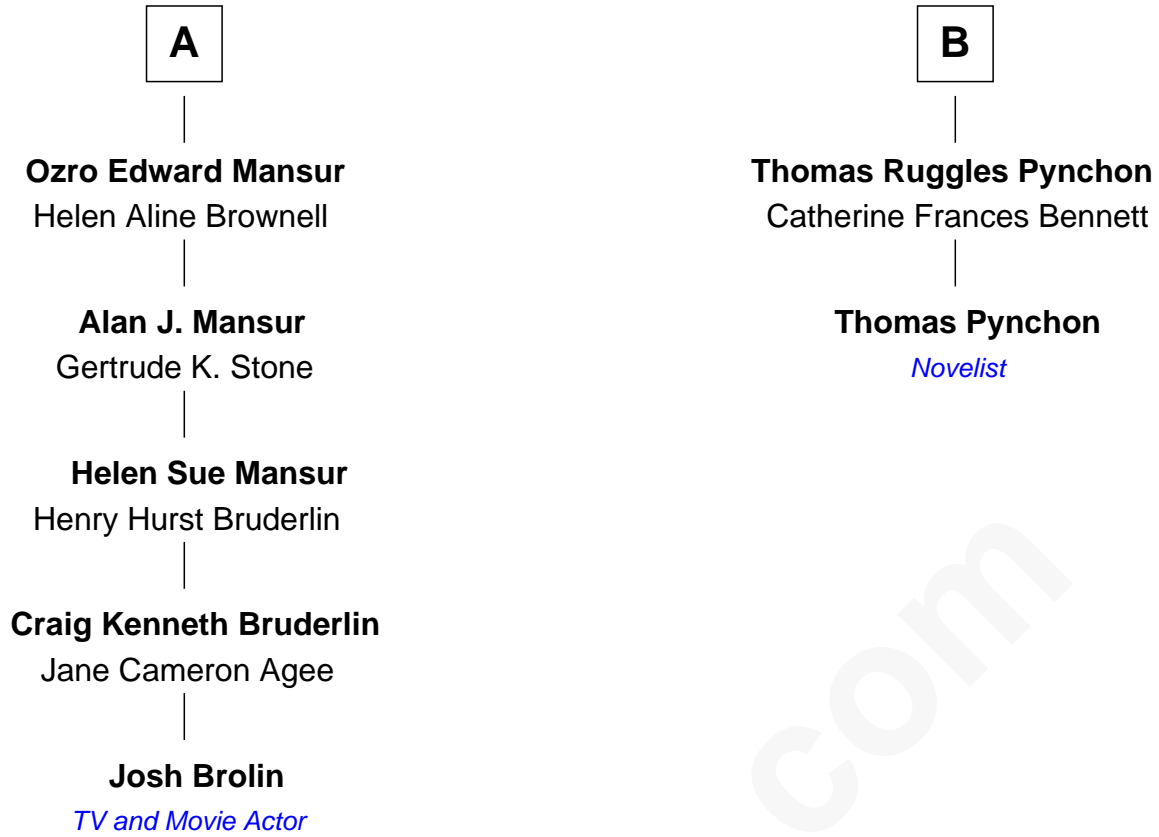 A
Ozro Edward Mansur
Helen Aline Brownell
Alan J. Mansur
Gertrude K. Stone
Helen Sue Mansur
Henry Hurst Bruderlin
Craig Kenneth Bruderlin
Jane Cameron Agee
Josh Brolin
TV and Movie Actor
B
Thomas Ruggles Pynchon
Catherine Frances Bennett
Thomas Pynchon
Novelist
com